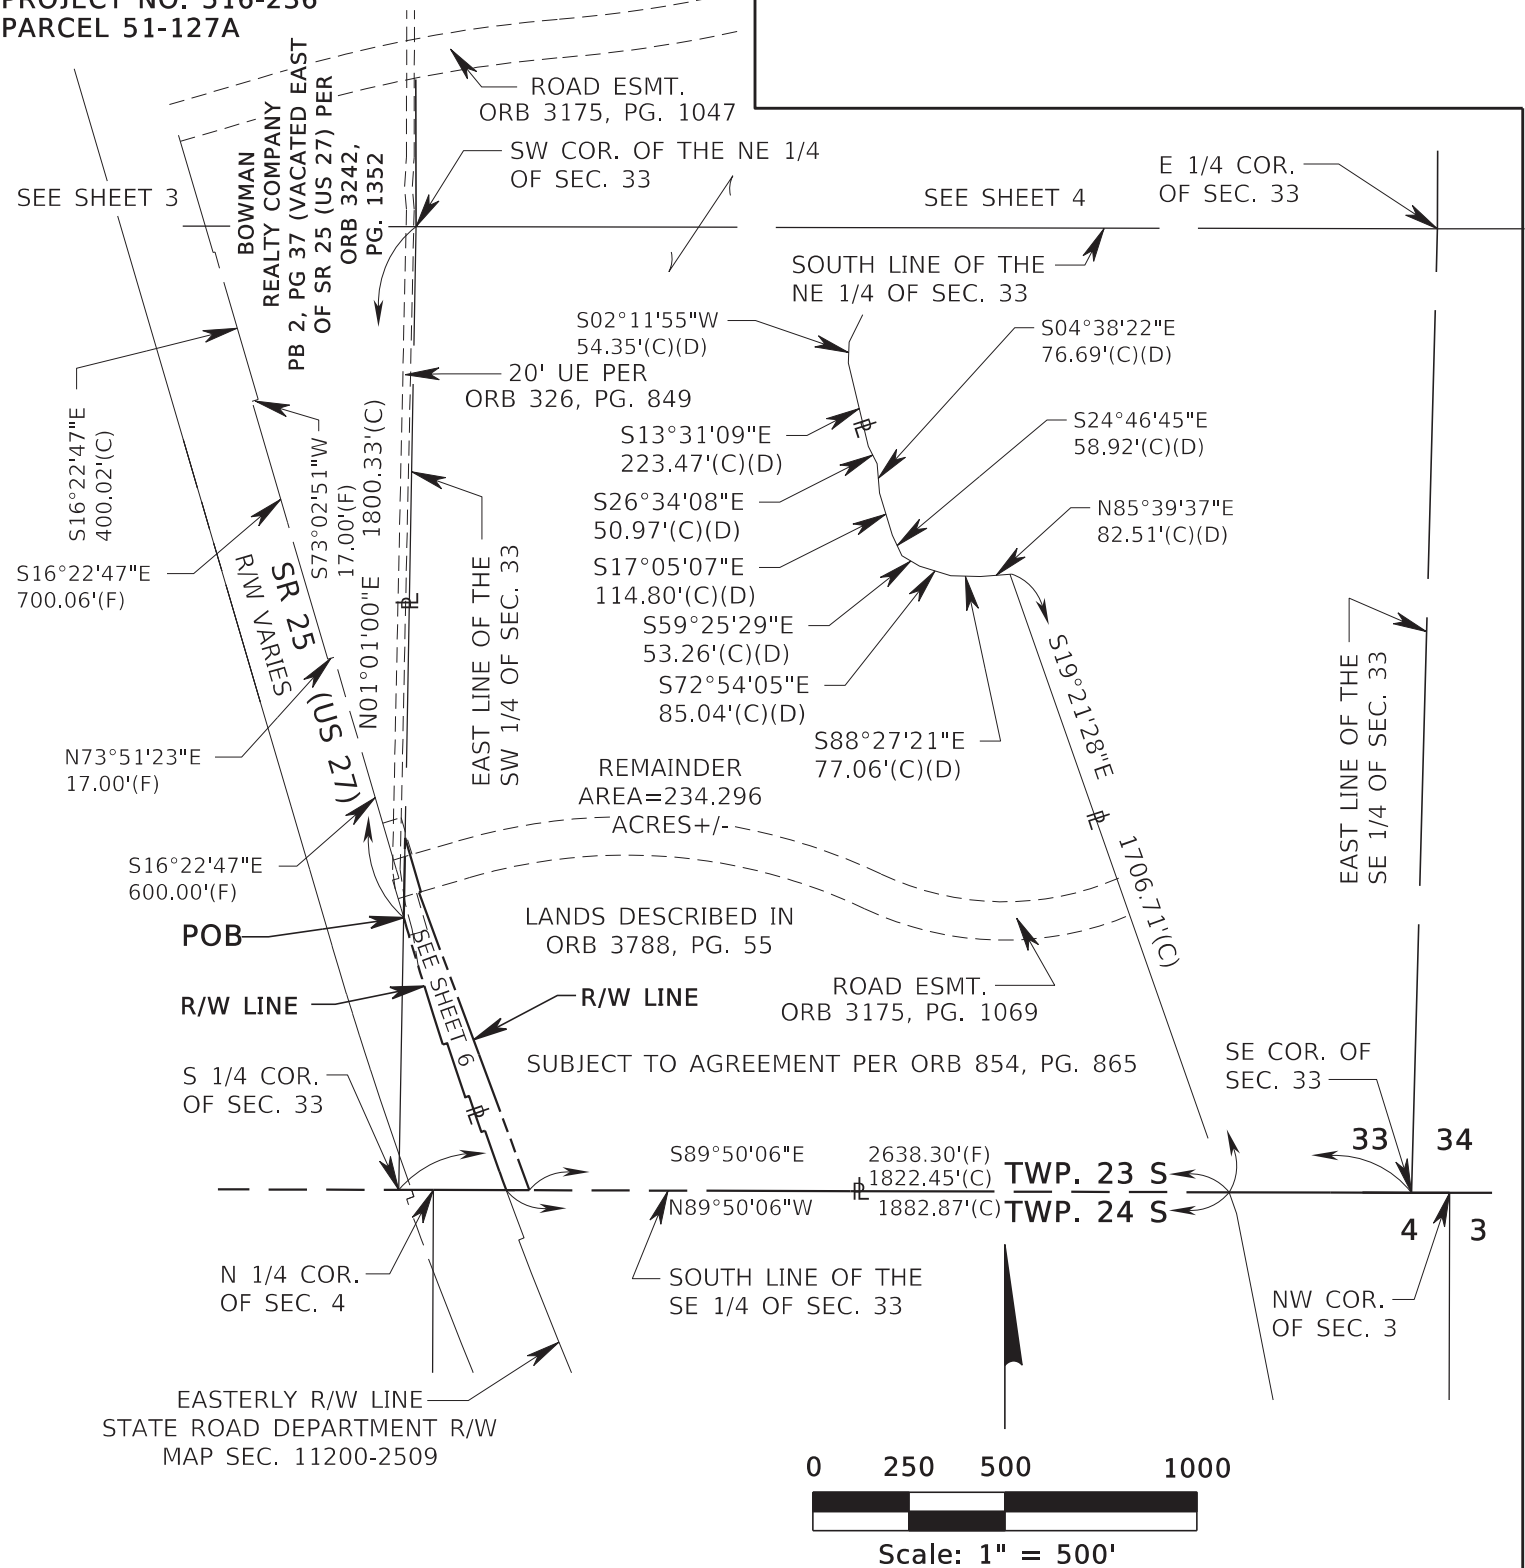 PROJECT NO. 516-236
PARCEL 51-127A
BOWMAN
REALTY COMPANY
PB 2, PG 37 (VACATED EAST
OF SR 25 (US 27) PER
ORB 3242,
PG. 1352
ROAD ESMT.
ORB 3175, PG. 1047
SW COR. OF THE NE 1/4
OF SEC. 33
SEE SHEET 3
SEE SHEET 4
E 1/4 COR.
OF SEC. 33
SOUTH LINE OF THE
NE 1/4 OF SEC. 33
S02°11'55"W
54.35'(C)(D)
S04°38'22"E
76.69'(C)(D)
20' UE PER
ORB 326, PG. 849
S13°31'09"E
223.47'(C)(D)
S24°46'45"E
58.92'(C)(D)
S26°34'08"E
50.97'(C)(D)
N85°39'37"E
82.51'(C)(D)
S17°05'07"E
114.80'(C)(D)
S59°25'29"E
53.26'(C)(D)
S72°54'05"E
85.04'(C)(D)
S88°27'21"E
77.06'(C)(D)
S16°22'47"E
400.02'(C)
S73°02'51"W
17.00'(F)
N01°01'00"E 1800.33'(C)
S16°22'47"E
700.06'(F)
SR 25 (US 27)
R/W VARIES
EAST LINE OF THE
SW 1/4 OF SEC. 33
PL
PL
N73°51'23"E
17.00'(F)
S16°22'47"E
600.00'(F)
REMAINDER
AREA=234.296
ACRES+/-
S19°21'28"E PL 1706.71'(C)
EAST LINE OF THE
SE 1/4 OF SEC. 33
POB
LANDS DESCRIBED IN
ORB 3788, PG. 55
R/W LINE
SEE SHEET 6
R/W LINE
ROAD ESMT.
ORB 3175, PG. 1069
SUBJECT TO AGREEMENT PER ORB 854, PG. 865
S 1/4 COR.
OF SEC. 33
PL
SE COR. OF
SEC. 33
33 34
S89°50'06"E 2638.30'(F)
1822.45'(C)
TWP. 23 S
PL
N89°50'06"W 1882.87'(C)
TWP. 24 S
4 3
N 1/4 COR.
OF SEC. 4
SOUTH LINE OF THE
SE 1/4 OF SEC. 33
NW COR.
OF SEC. 3
EASTERLY R/W LINE
STATE ROAD DEPARTMENT R/W
MAP SEC. 11200-2509
0 250 500 1000
Scale: 1" = 500'